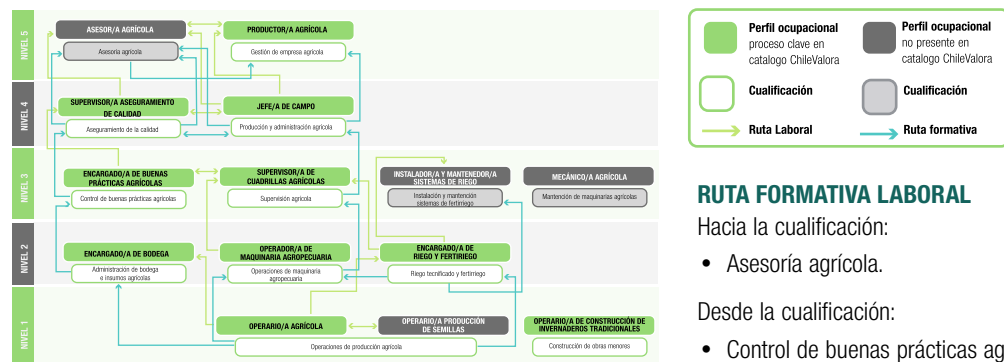 NIVEL 5
ASESOR/A AGRÍCOLA
Asesoría agrícola
PRODUCTOR/A AGRÍCOLA
Gestión de empresa agrícola
NIVEL 4
SUPERVISOR/A ASEGURAMIENTO
DE CALIDAD
Aseguramiento de la calidad
JEFE/A DE CAMPO
Producción y administración agrícola
NIVEL 3
ENCARGADO/A DE BUENAS
PRÁCTICAS AGRÍCOLAS
Control de buenas prácticas agrícolas
SUPERVISOR/A DE
CUADRILLAS AGRÍCOLAS
Supervisión agrícola
INSTALADOR/A Y MANTENEDOR/A
SISTEMAS DE RIEGO
Instalación y mantención
sistemas de fertirriego
MECÁNICO/A AGRÍCOLA
Mantención de maquinarias agrícolas
NIVEL 2
ENCARGADO/A DE BODEGA
Administración de bodega
e insumos agrícolas
OPERADOR/A DE
MAQUINARIA AGROPECUARIA
Operaciones de maquinaria
agropecuaria
ENCARGADO/A DE
RIEGO Y FERTIRIEGO
Riego tecnificado y fertirriego
NIVEL 1
OPERARIO/A AGRÍCOLA
OPERARIO/A PRODUCCIÓN
DE SEMILLAS
Operaciones de producción agrícola
OPERARIO/A DE CONSTRUCCIÓN DE
INVERNADEROS TRADICIONALES
Construcción de obras menores
Perfil ocupacional
proceso clave en
catalogo ChileValora
Perfil ocupacional
no presente en
catalogo ChileValora
Cualificación
Cualificación
Ruta Laboral
Ruta formativa
RUTA FORMATIVA LABORAL
Hacia la cualificación:
• Asesoría agrícola.
Desde la cualificación:
• Control de buenas prácticas ag